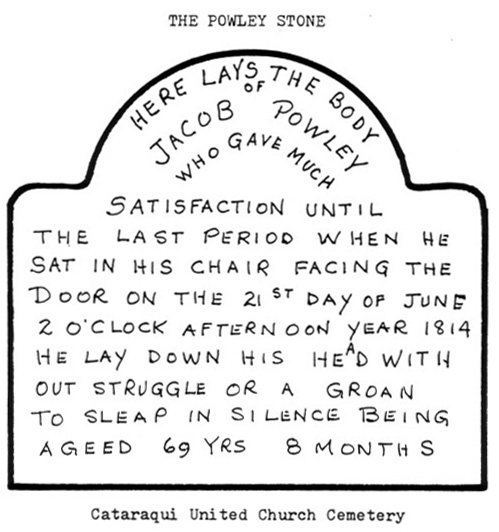 THE POWLEY STONE
HERE LAYS THE BODY
OF
JACOB POWLEY
WHO GAVE MUCH
SATISFACTION UNTIL
THE LAST PERIOD WHEN HE
SAT IN HIS CHAIR FACING THE
DOOR ON THE 21ST DAY OF JUNE
2 O'CLOCK AFTERNOON YEAR 1814
HE LAY DOWN HIS HEAD WITH
OUT STRUGGLE OR A GROAN
TO SLEAP IN SILENCE BEING
AGEED 69 YRS 8 MONTHS
Cataraqui United Church Cemetery